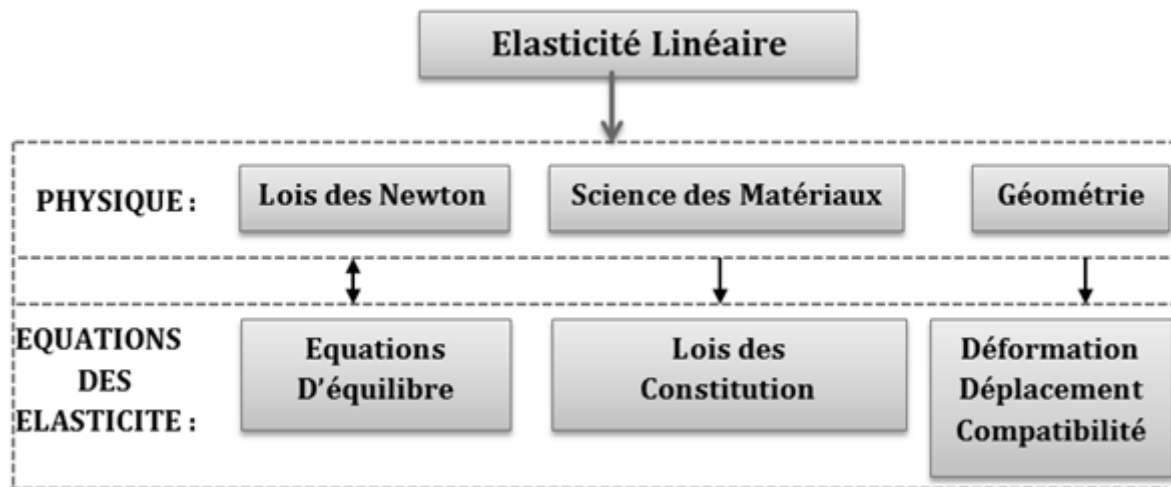 Elasticité Linéaire
PHYSIQUE :
Lois des Newton
Science des Matériaux
Géométrie
EQUATIONS
DES
ELASTICITE :
Equations
D’équilibre
Lois des
Constitution
Déformation
Déplacement
Compatibilité